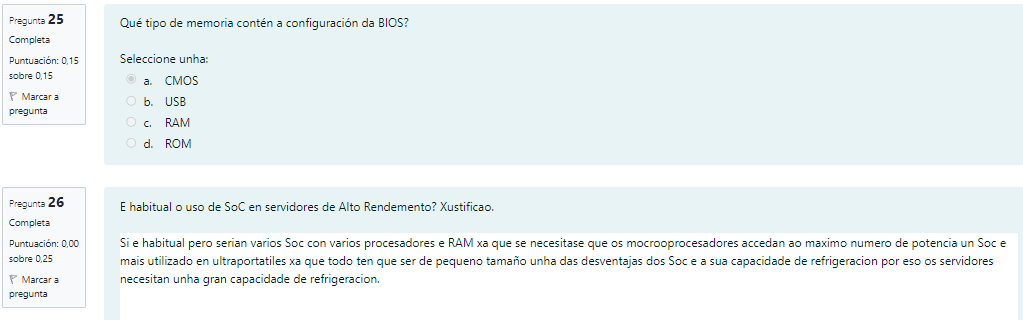 Pregunta 25
Completa
Puntuación: 0,15
sobre 0,15
Marcar a
pregunta
Qué tipo de memoria contén a configuración da BIOS?
Seleccione unha:
a. CMOS
b. USB
c. RAM
d. ROM
Pregunta 26
Completa
Puntuación: 0,00
sobre 0,25
Marcar a
pregunta
E habitual o uso de SoC en servidores de Alto Rendemento? Xustificao.
Si e habitual pero serian varios Soc con varios procesadores e RAM xa que se necesitase que os mocrooprocesadores accedan ao maximo numero de potencia un Soc e
mais utilizado en ultraportatiles xa que todo ten que ser de pequeno tamaño unha das desventajas dos Soc e a sua capacidade de refrigeracion por eso os servidores
necesitan unha gran capacidade de refrigeracion.